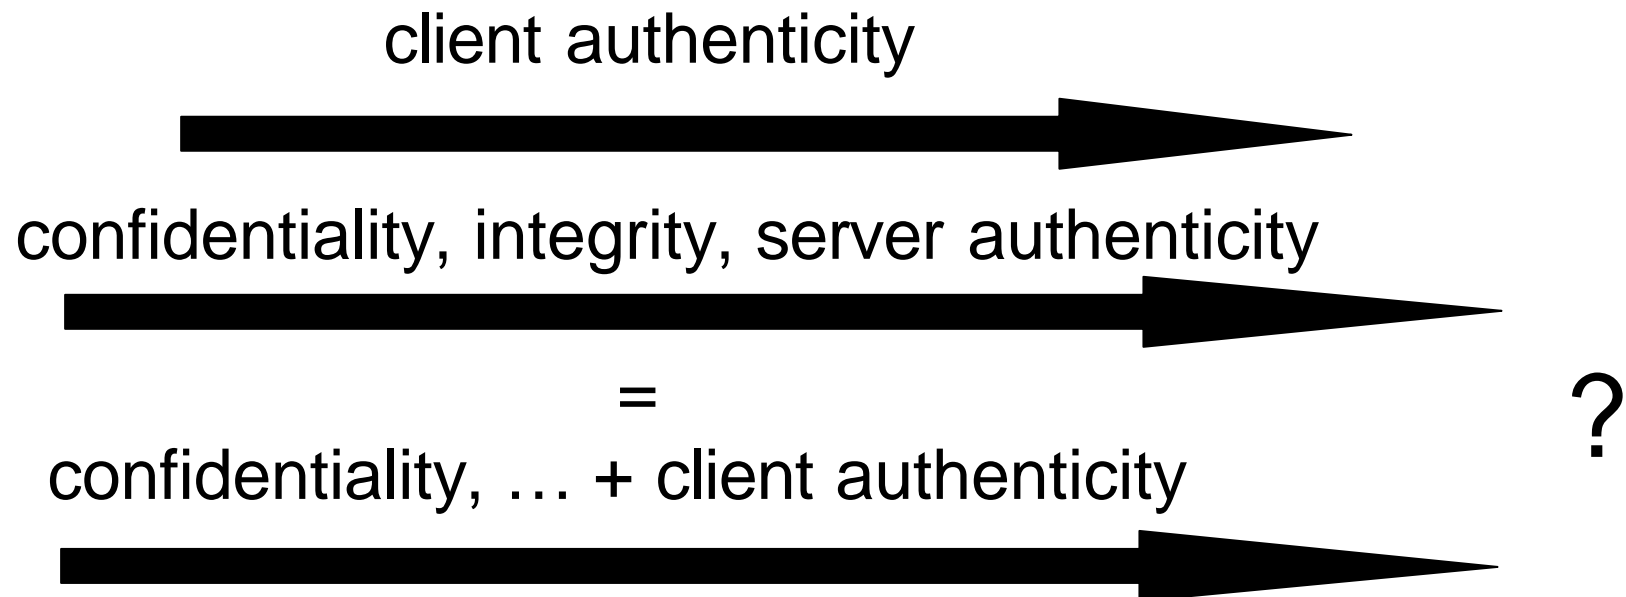 client authenticity
confidentiality, integrity, server authenticity
=
?
confidentiality, … + client authenticity